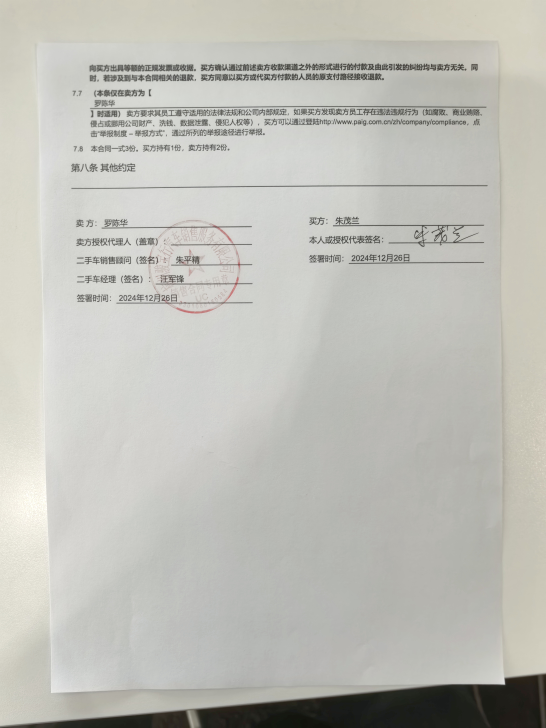 向买方出具等额的正规发票或收据。买方确认通过前述卖方收款渠道之外的形式进行的付款及由此引发的纠纷均与卖方无关。同
时，若涉及到与本合同相关的退款，买方同意以买方或代买方付款的人员的原支付路径接收退款。
7.7 （本条仅在卖方为【
罗陈华
】时适用）卖方要求其员工遵守适用的法律法规和公司内部规定，如果买方发现卖方员工存在违法违规行为（如腐败、商业贿赂、
侵占或挪用公司财产、洗钱、数据泄露、侵犯人权等），买方可以通过登陆http://www.paig.com.cn/zh/company/compliance，点
击“举报制度 – 举报方式”，通过所列的举报途径进行举报。
7.8 本合同一式3份。买方持有1份，卖方持有2份。
第八条 其他约定
卖 方： 罗陈华
卖方授权代理人（盖章）：
二手车销售顾问（签名）： 朱平精
二手车经理（签名）： 汪军锋
签署时间： 2024年12月26日
买方： 朱茂兰
本人或授权代表签名： 朱茂兰
签署时间： 2024年12月26日